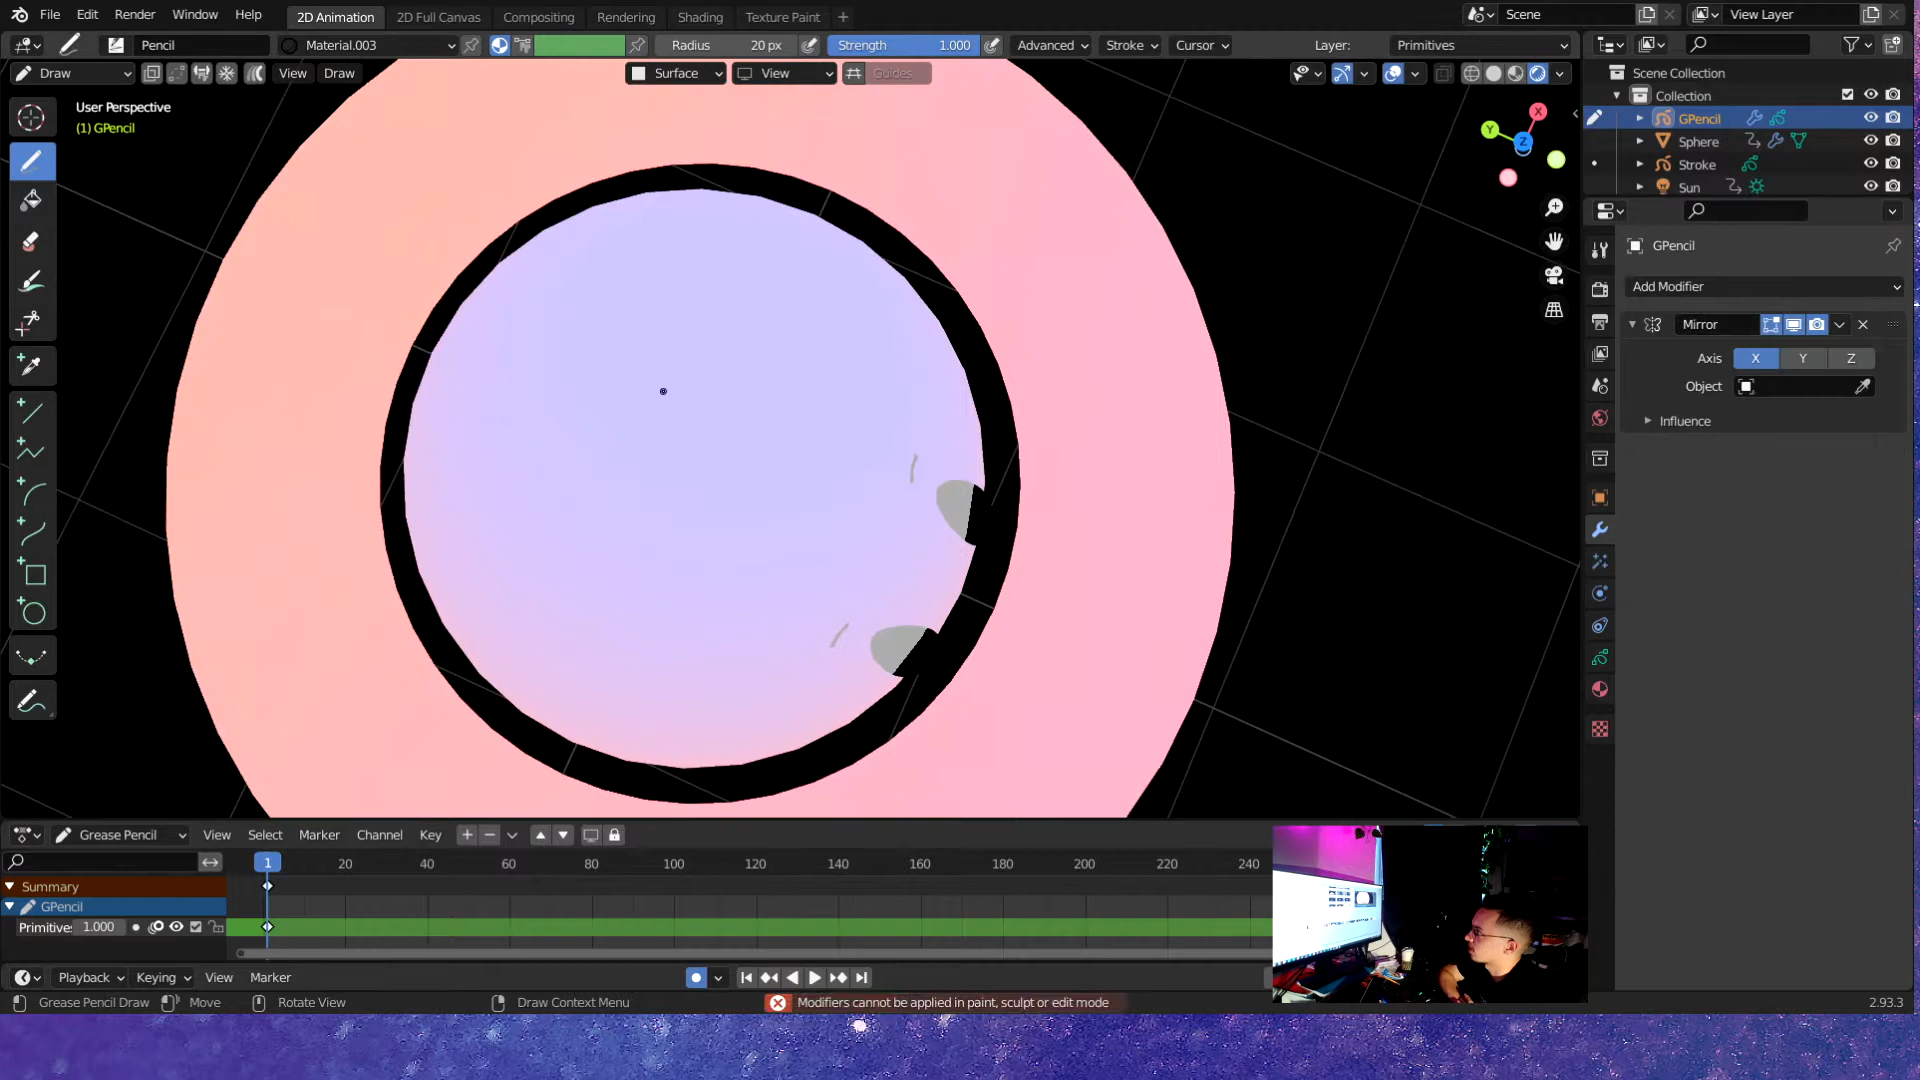 File Edit Render Window Help 2D Animation 2D Full Canvas Compositing Rendering Shading Texture Paint + Scene View Layer
Pencil Material.003 Radius 20 px Strength 1.000 Advanced Stroke Cursor Layer: Primitives
Draw View Draw Surface View Guides
Scene Collection
Collection
GPencil
Sphere
Stroke
Sun
User Perspective
(1) GPencil
X
Y
Z
GPencil
Add Modifier
Mirror
Axis X Y Z
Object
Influence
Grease Pencil View Select Marker Channel Key
1 20 40 60 80 100 120 140 160 180 200 220 240
Summary
GPencil
Primitives 1.000
Playback Keying View Marker
Grease Pencil Draw Move Rotate View Draw Context Menu Modifiers cannot be applied in paint, sculpt or edit mode 2.93.3